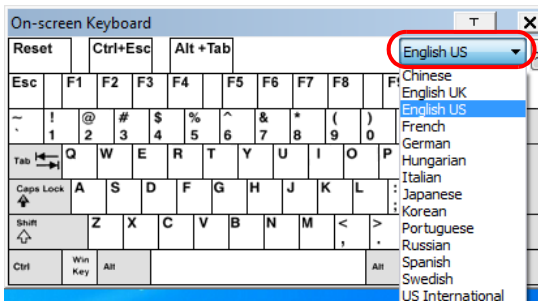 On-screen Keyboard T X
Reset Ctrl+Esc Alt +Tab English US
Esc F1 F2 F3 F4 F5 F6 F7 F8
~ ! @ # $ % ^ & * ( )
` 1 2 3 4 5 6 7 8 9 0
Tab Q W E R T Y U I O P
Caps Lock A S D F G H J K L :
;
Shift Z X C V B N M < >
, .
Ctrl Win Key Alt Alt
Chinese
English UK
English US
French
German
Hungarian
Italian
Japanese
Korean
Portuguese
Russian
Spanish
Swedish
US International